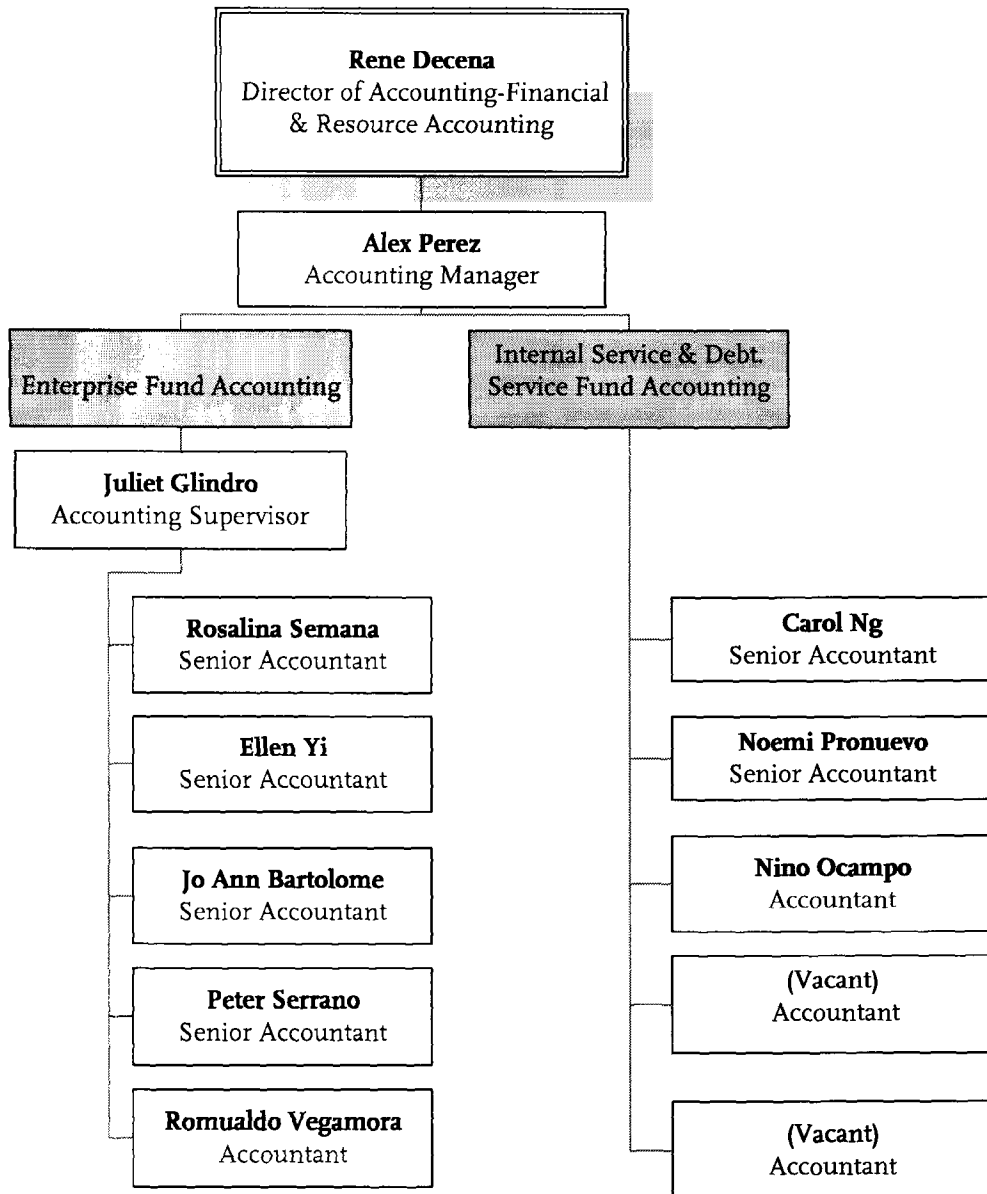 Rene Decena
Director of Accounting-Financial
& Resource Accounting
Alex Perez
Accounting Manager
Enterprise Fund Accounting
Juliet Glindro
Accounting Supervisor
Rosalina Semana
Senior Accountant
Ellen Yi
Senior Accountant
Jo Ann Bartolome
Senior Accountant
Peter Serrano
Senior Accountant
Romualdo Vegamora
Accountant
Internal Service & Debt.
Service Fund Accounting
Carol Ng
Senior Accountant
Noemi Pronuevo
Senior Accountant
Nino Ocampo
Accountant
(Vacant)
Accountant
(Vacant)
Accountant